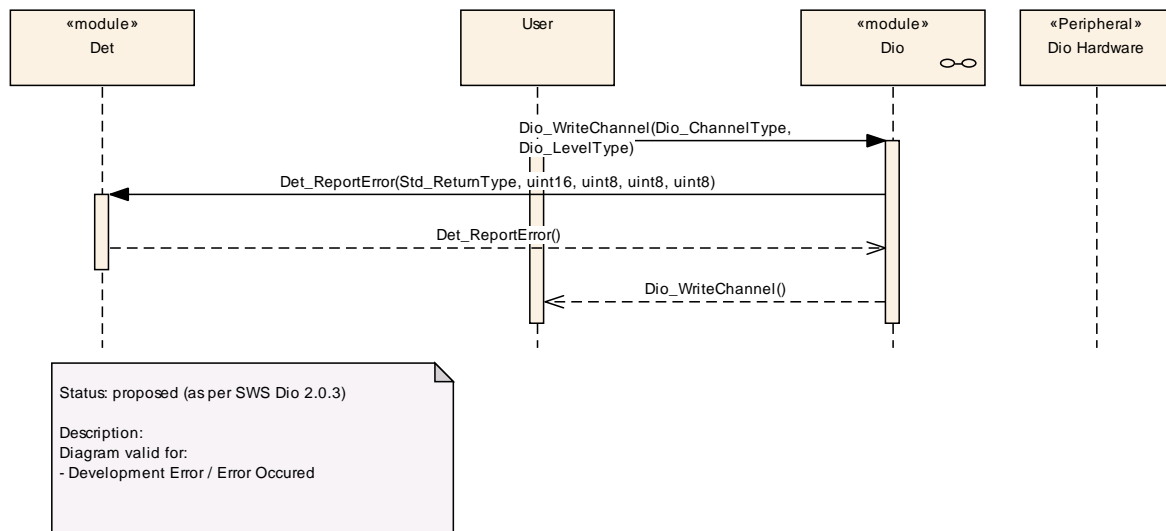 «module»
Det
User
«module»
Dio
«Peripheral»
Dio Hardware
Dio_WriteChannel(Dio_ChannelType,
Dio_LevelType)
Det_ReportError(Std_ReturnType, uint16, uint8, uint8, uint8)
Det_ReportError()
Dio_WriteChannel()
Status: proposed (as per SWS Dio 2.0.3)
Description:
Diagram valid for:
- Development Error / Error Occured